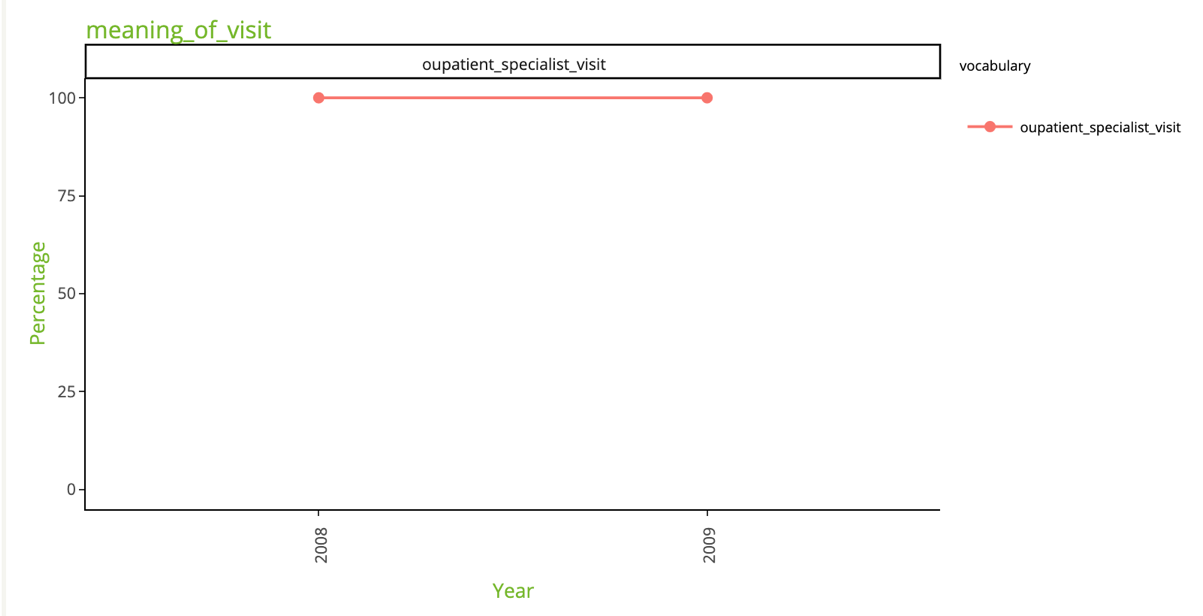 meaning_of_visit
oupatient_specialist_visit
vocabulary
oupatient_specialist_visit
Percentage
100
75
50
25
0
2008
2009
Year